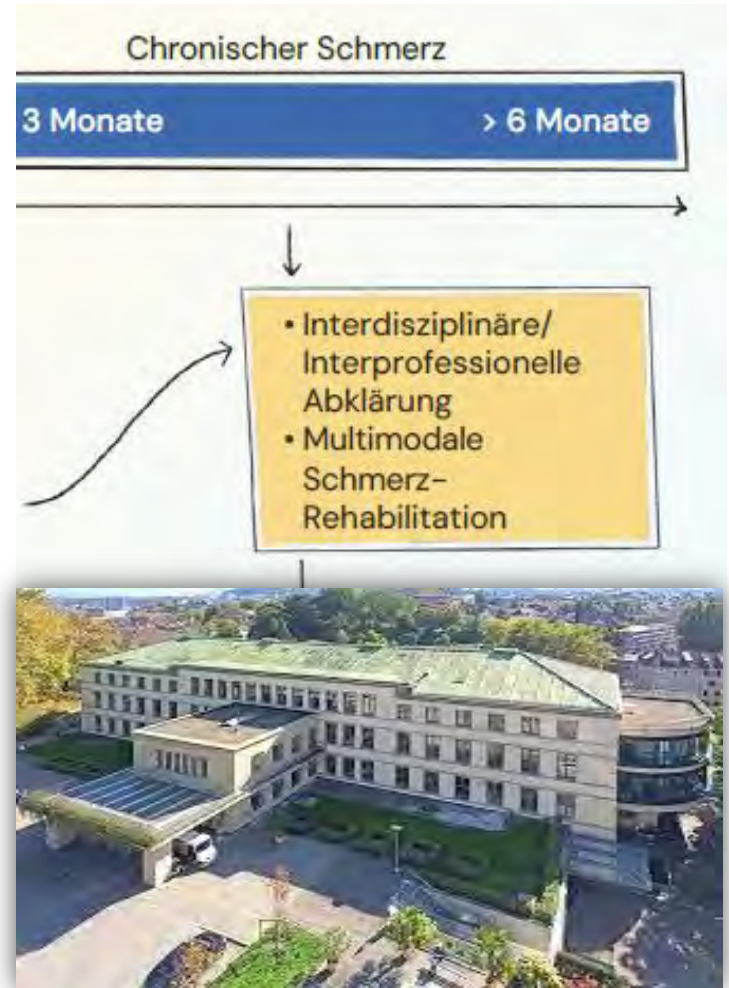 Chronischer Schmerz
3 Monate > 6 Monate
• Interdisziplinäre/
Interprofessionelle
Abklärung
• Multimodale
Schmerz-
Rehabilitation